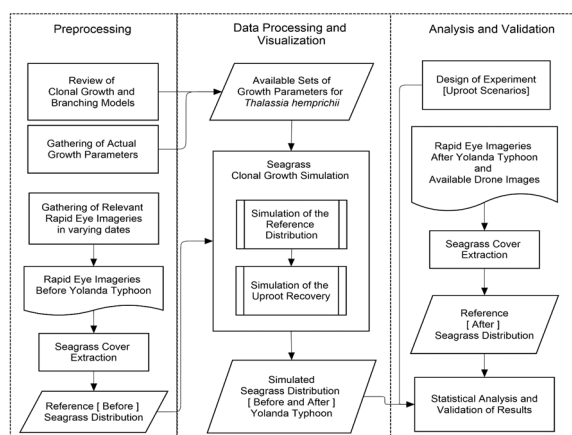 Preprocessing
Review of
Clonal Growth and
Branching Models
Gathering of Actual
Growth Parameters
Gathering of Relevant
Rapid Eye Imageries
in varying dates
Rapid Eye Imageries
Before Yolanda Typhoon
Seagrass Cover
Extraction
Reference [ Before ]
Seagrass Distribution
Data Processing and
Visualization
Available Sets of
Growth Parameters for
Thalassia hemprichii
Seagrass
Clonal Growth Simulation
Simulation of the
Reference
Distribution
Simulation of the
Uproot Recovery
Simulated
Seagrass Distribution
[ Before and After ]
Yolanda Typhoon
Analysis and Validation
Design of Experiment
[Uproot Scenarios]
Rapid Eye Imageries
After Yolanda Typhoon
and
Available Drone Images
Seagrass Cover
Extraction
Reference
[ After ]
Seagrass Distribution
Statistical Analysis and
Validation of Results